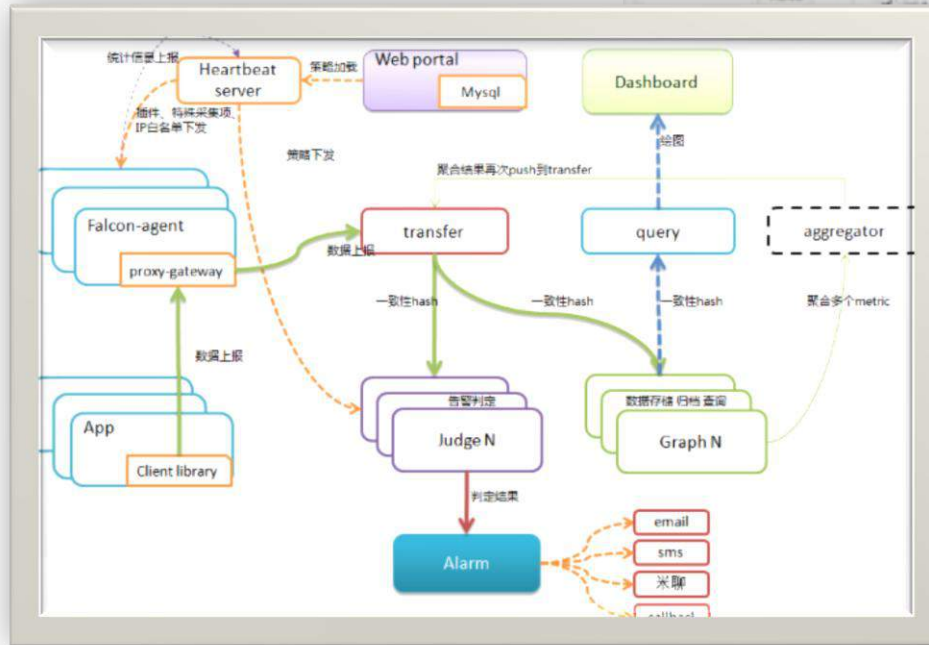 统计信息上报
Heartbeat
server
策略加载
Web portal
Mysql
Dashboard
插件、特殊采集项、
IP白名单下发
策略下发
绘图
聚合结果再次push到transfer
Falcon-agent
proxy-gateway
数据上报
transfer
query
aggregator
一致性hash
一致性hash
一致性hash
聚合多个metric
数据上报
App
Client library
告警判定
Judge N
数据存储 归档 查询
Graph N
判定结果
Alarm
email
sms
米聊